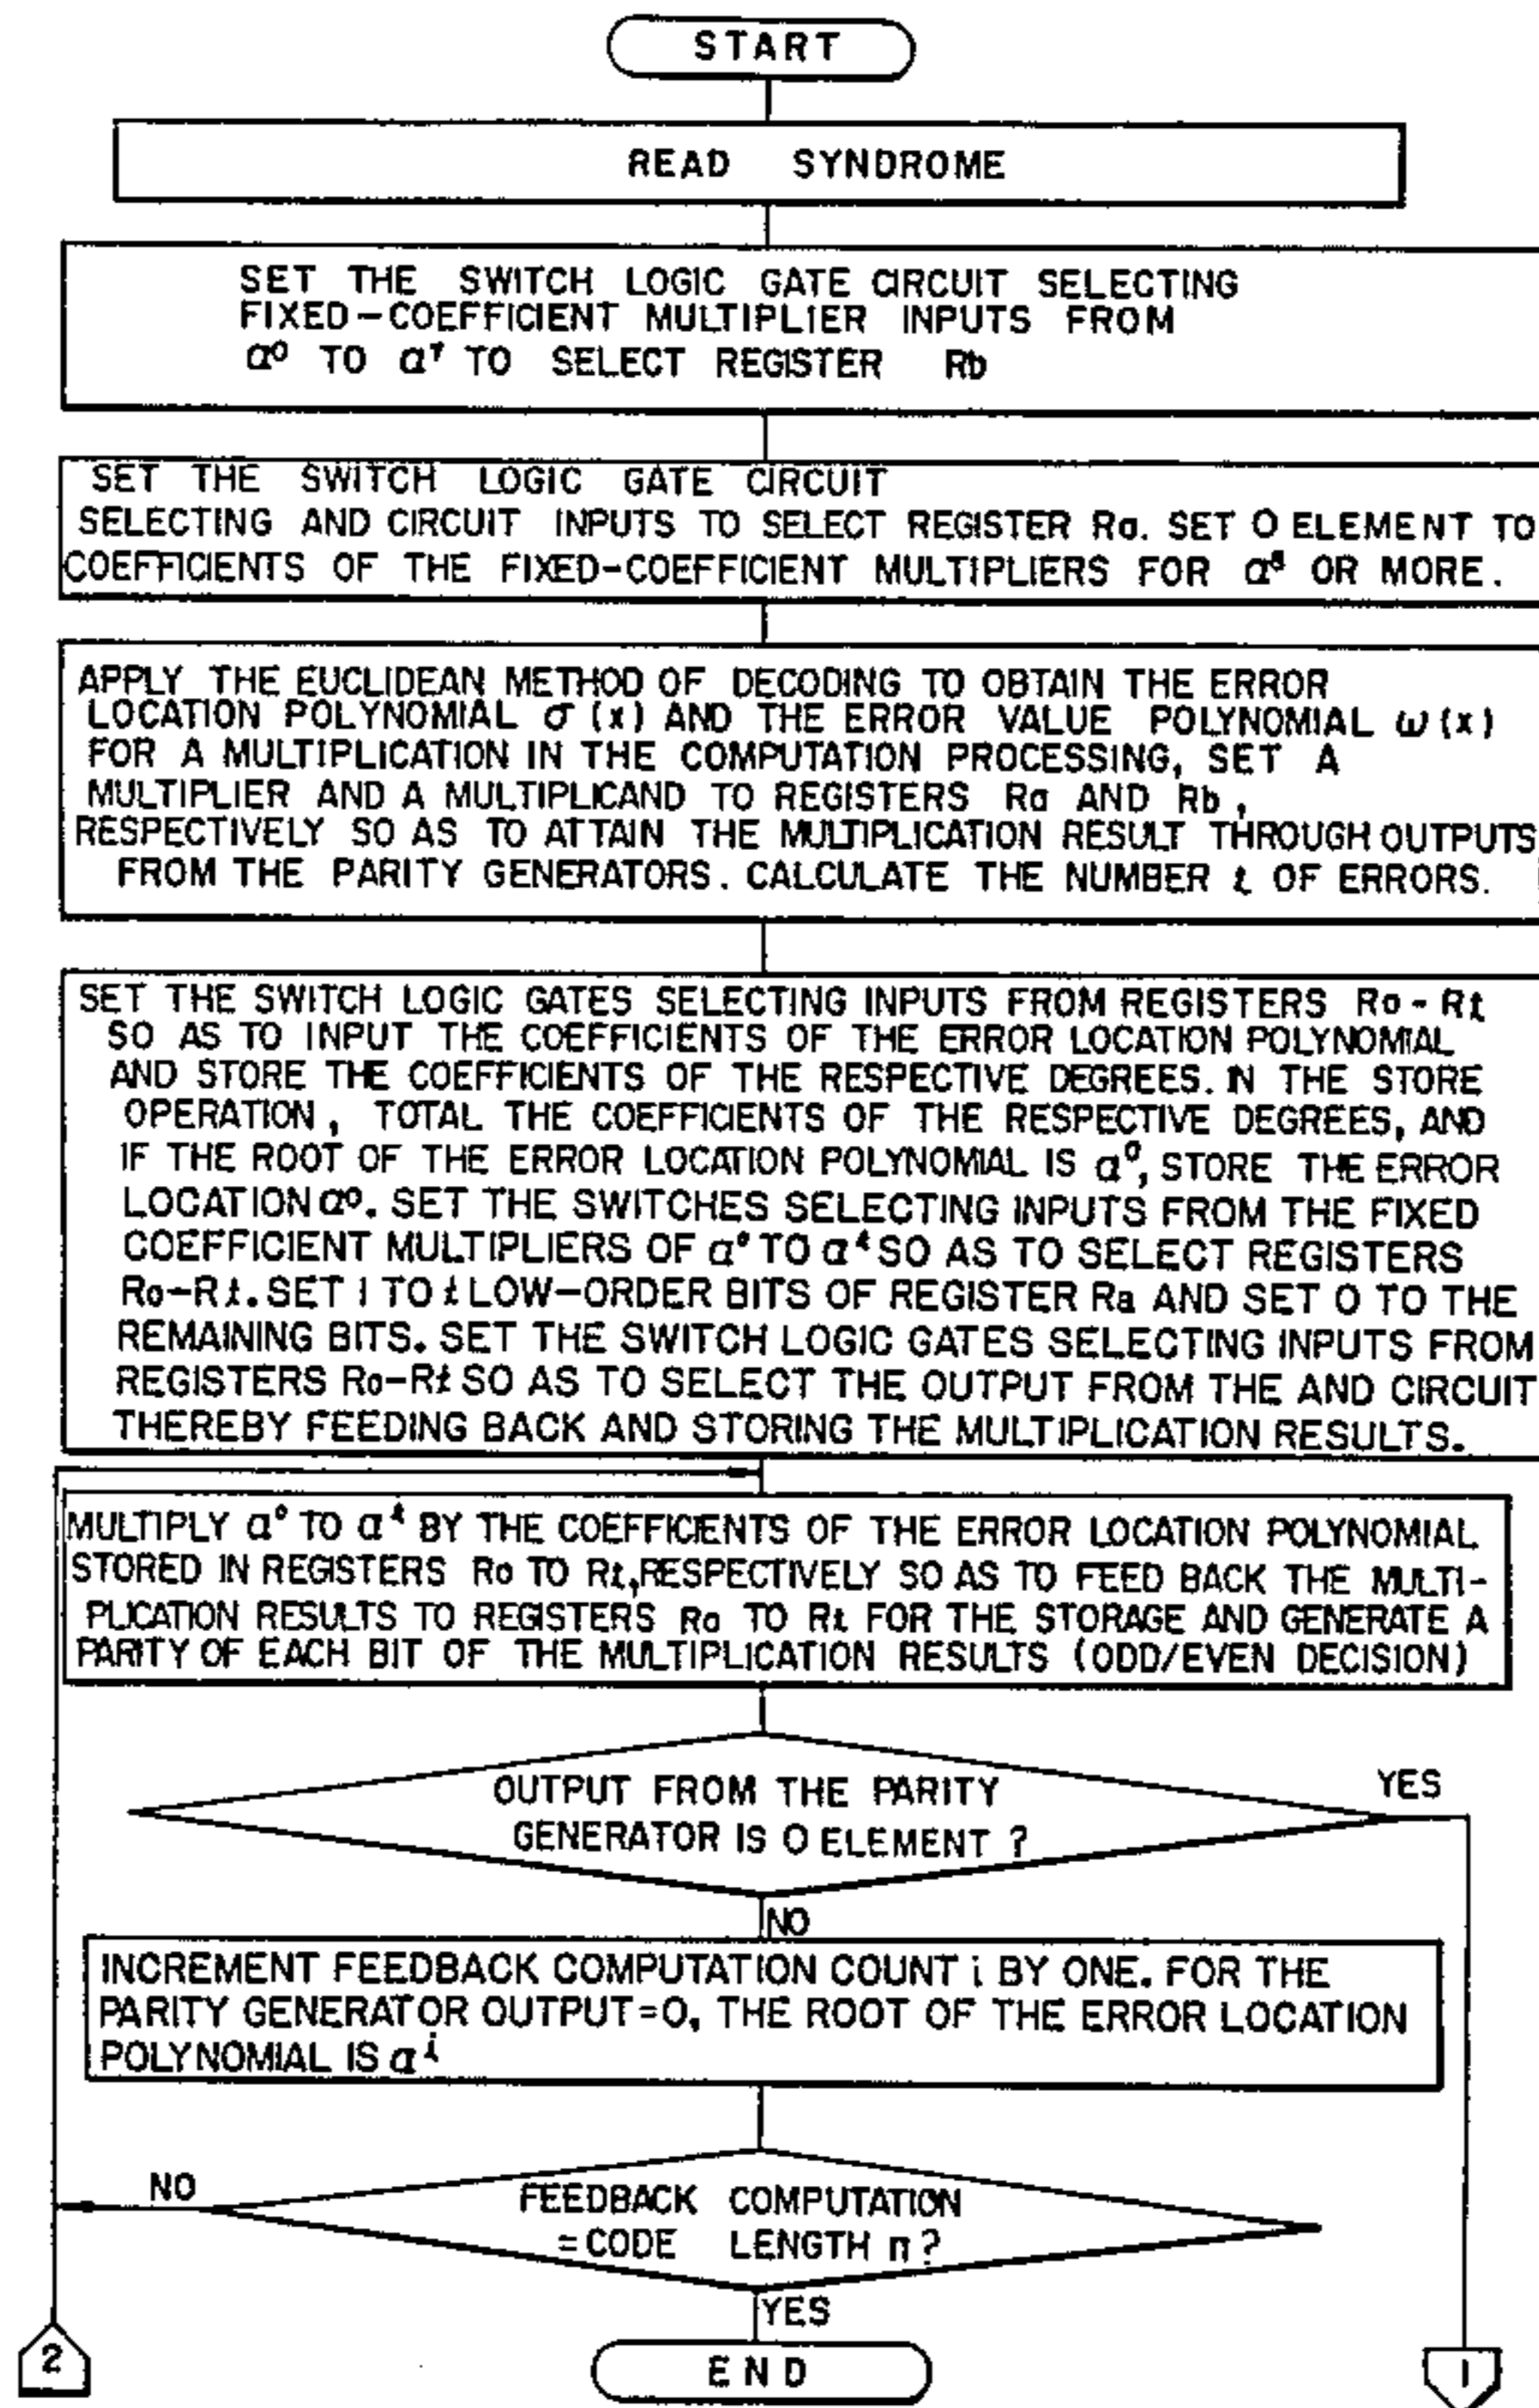 START
READ SYNDROME
SET THE SWITCH LOGIC GATE CIRCUIT SELECTING
FIXED-COEFFICIENT MULTIPLIER INPUTS FROM
α⁰ TO α⁷ TO SELECT REGISTER Rb
SET THE SWITCH LOGIC GATE CIRCUIT
SELECTING AND CIRCUIT INPUTS TO SELECT REGISTER Ra. SET 0 ELEMENT TO
COEFFICIENTS OF THE FIXED-COEFFICIENT MULTIPLIERS FOR α⁸ OR MORE.
APPLY THE EUCLIDEAN METHOD OF DECODING TO OBTAIN THE ERROR
LOCATION POLYNOMIAL σ (x) AND THE ERROR VALUE POLYNOMIAL ω (x)
FOR A MULTIPLICATION IN THE COMPUTATION PROCESSING, SET A
MULTIPLIER AND A MULTIPLICAND TO REGISTERS Ra AND Rb,
RESPECTIVELY SO AS TO ATTAIN THE MULTIPLICATION RESULT THROUGH OUTPUTS
FROM THE PARITY GENERATORS. CALCULATE THE NUMBER t OF ERRORS.
SET THE SWITCH LOGIC GATES SELECTING INPUTS FROM REGISTERS Ro-Rt
SO AS TO INPUT THE COEFFICIENTS OF THE ERROR LOCATION POLYNOMIAL
AND STORE THE COEFFICIENTS OF THE RESPECTIVE DEGREES. IN THE STORE
OPERATION, TOTAL THE COEFFICIENTS OF THE RESPECTIVE DEGREES, AND
IF THE ROOT OF THE ERROR LOCATION POLYNOMIAL IS α⁰, STORE THE ERROR
LOCATION α⁰. SET THE SWITCHES SELECTING INPUTS FROM THE FIXED
COEFFICIENT MULTIPLIERS OF α⁰ TO αᵗ SO AS TO SELECT REGISTERS
Ro-Rt. SET 1 TO t LOW-ORDER BITS OF REGISTER Ra AND SET 0 TO THE
REMAINING BITS. SET THE SWITCH LOGIC GATES SELECTING INPUTS FROM
REGISTERS Ro-Rt SO AS TO SELECT THE OUTPUT FROM THE AND CIRCUIT
THEREBY FEEDING BACK AND STORING THE MULTIPLICATION RESULTS.
MULTIPLY α⁰ TO αᵗ BY THE COEFFICIENTS OF THE ERROR LOCATION POLYNOMIAL
STORED IN REGISTERS Ro TO Rt, RESPECTIVELY SO AS TO FEED BACK THE MULTI-
PLICATION RESULTS TO REGISTERS Ro TO Rt FOR THE STORAGE AND GENERATE A
PARITY OF EACH BIT OF THE MULTIPLICATION RESULTS (ODD/EVEN DECISION)
OUTPUT FROM THE PARITY
GENERATOR IS 0 ELEMENT ?
YES
NO
INCREMENT FEEDBACK COMPUTATION COUNT i BY ONE. FOR THE
PARITY GENERATOR OUTPUT=0, THE ROOT OF THE ERROR LOCATION
POLYNOMIAL IS αⁱ
NO
FEEDBACK COMPUTATION
=CODE LENGTH n?
YES
2
END
1